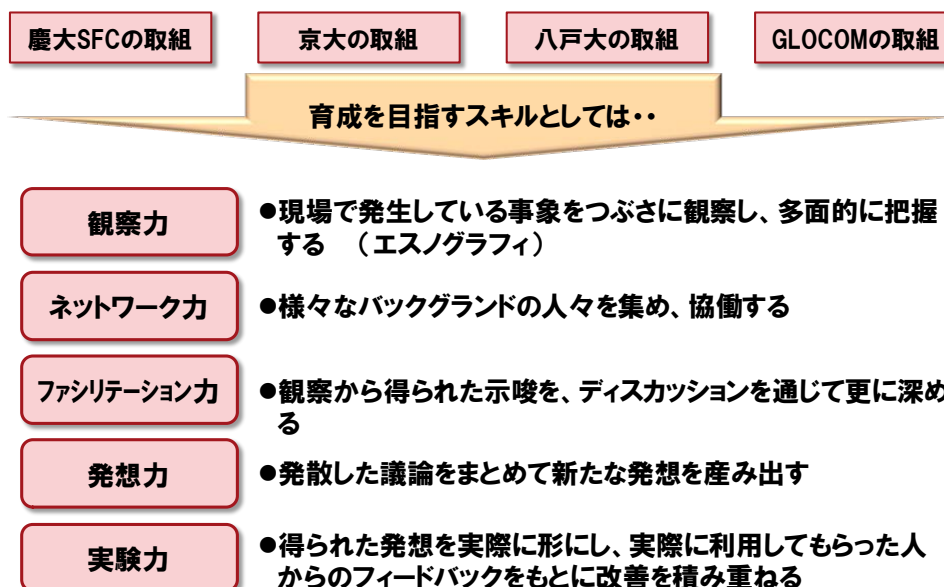 慶大SFCの取組
京大の取組
八戸大の取組
GLOCOMの取組
育成を目指すスキルとしては・・
観察力
●現場で発生している事象をつぶさに観察し、多面的に把握
する （エスノグラフィ）
ネットワーク力
●様々なバックグランドの人々を集め、協働する
ファシリテーション力
●観察から得られた示唆を、ディスカッションを通じて更に深め
る
発想力
●発散した議論をまとめて新たな発想を産み出す
実験力
●得られた発想を実際に形にし、実際に利用してもらった人
からのフィードバックをもとに改善を積み重ねる